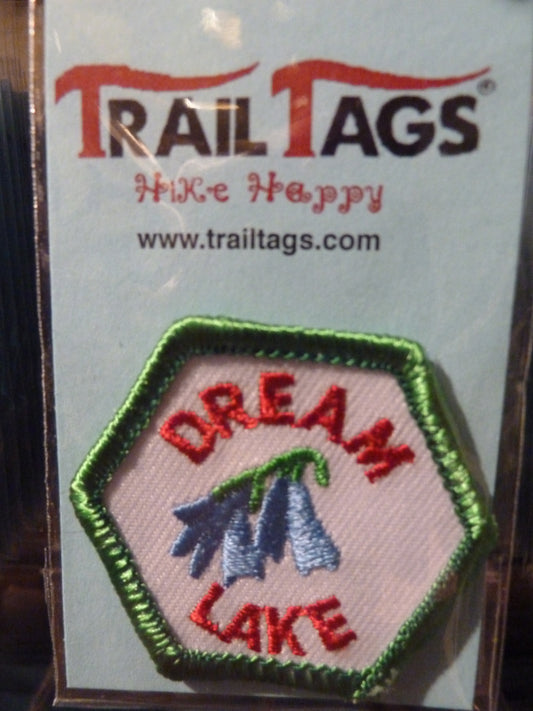 TRAIL TAGS®
Hike Happy
www.trailtags.com
DREAM
LAKE